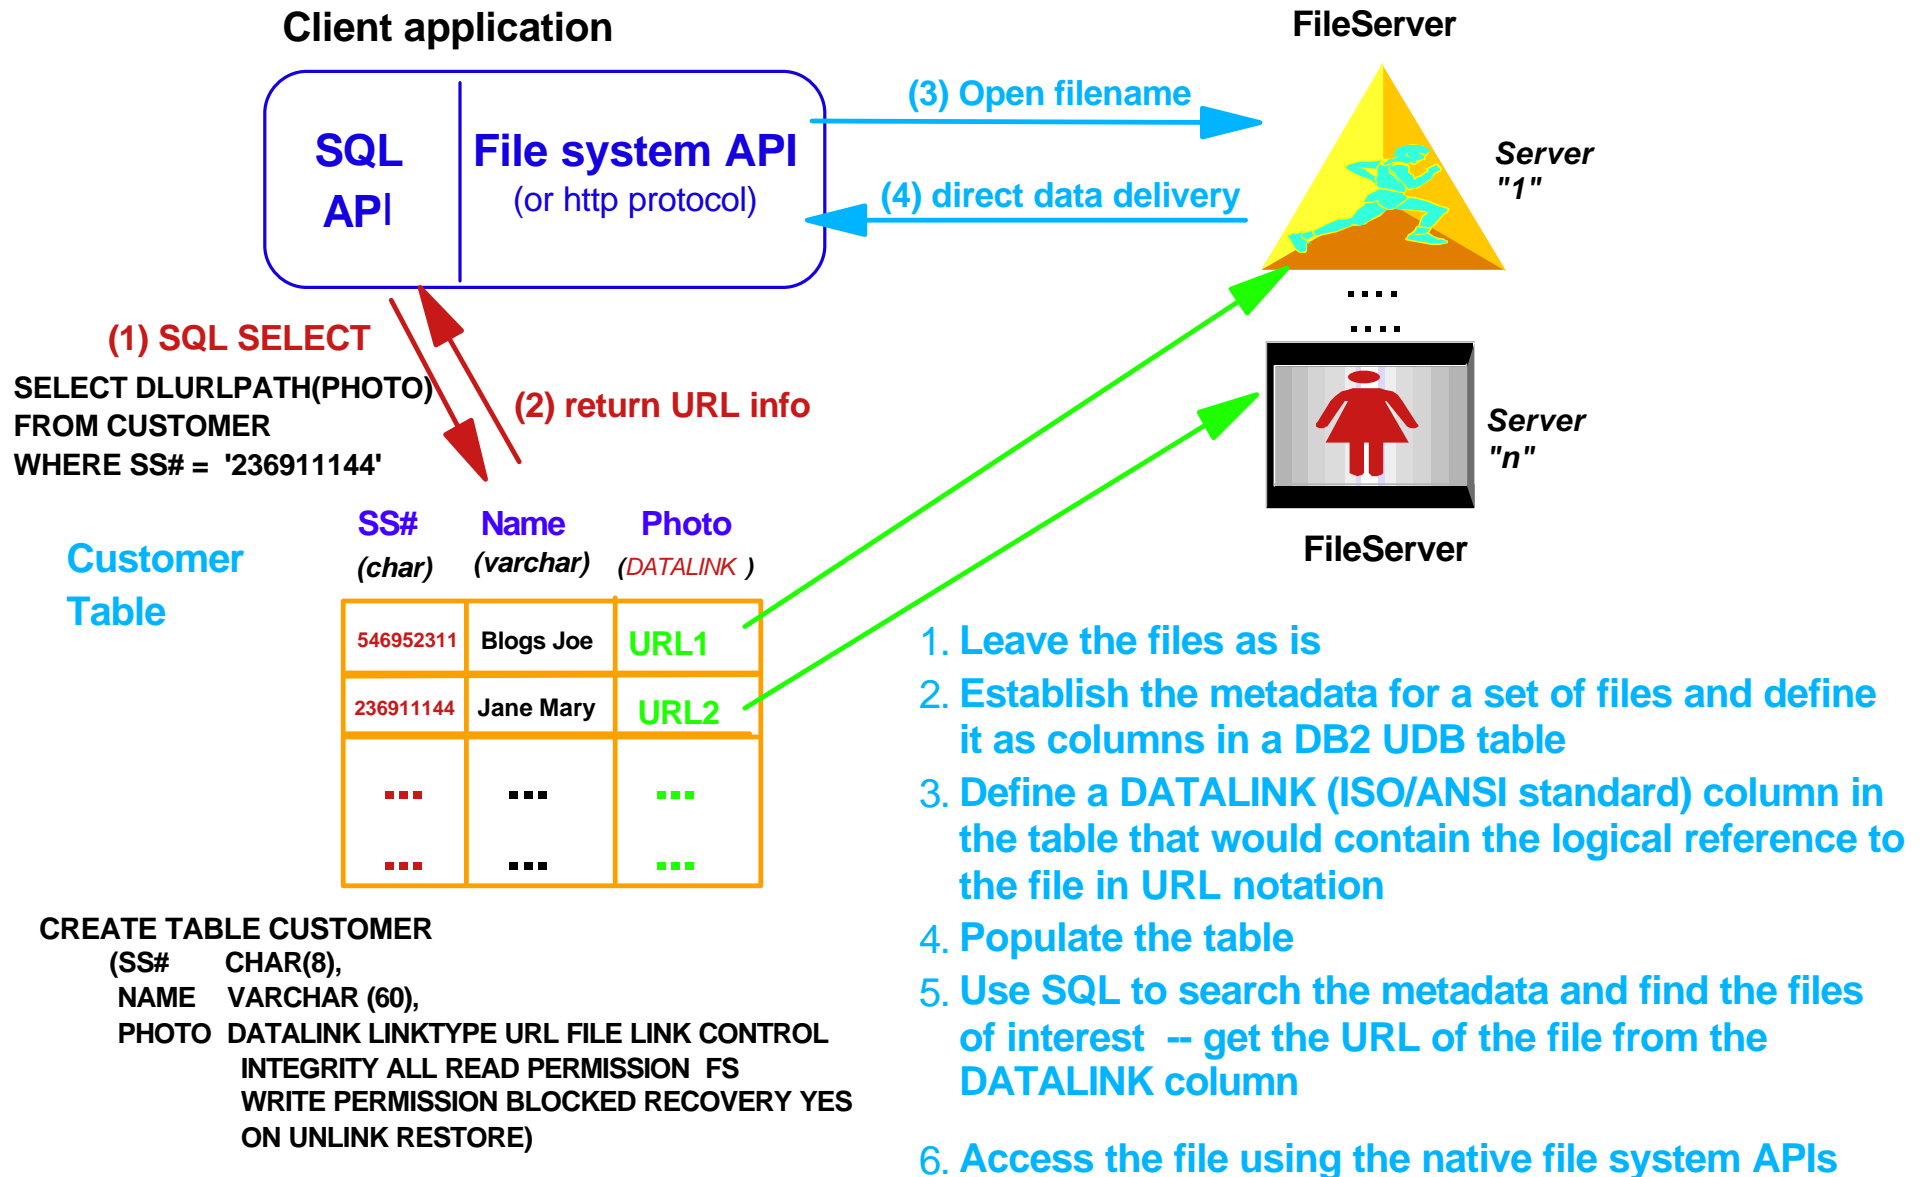 Client application
FileServer
SQL
API
File system API
(or http protocol)
(3) Open filename
(4) direct data delivery
Server
"1"
(1) SQL SELECT
SELECT DLURLPATH(PHOTO)
FROM CUSTOMER
WHERE SS# = '236911144'
(2) return URL info
Server
"n"
FileServer
Customer
Table
SS# Name Photo
(char) (varchar) (DATALINK )
546952311 Blogs Joe URL1
236911144 Jane Mary URL2
... ... ...
... ... ...
CREATE TABLE CUSTOMER
(SS# CHAR(8),
NAME VARCHAR (60),
PHOTO DATALINK LINKTYPE URL FILE LINK CONTROL
INTEGRITY ALL READ PERMISSION FS
WRITE PERMISSION BLOCKED RECOVERY YES
ON UNLINK RESTORE)
1. Leave the files as is
2. Establish the metadata for a set of files and define
it as columns in a DB2 UDB table
3. Define a DATALINK (ISO/ANSI standard) column in
the table that would contain the logical reference to
the file in URL notation
4. Populate the table
5. Use SQL to search the metadata and find the files
of interest -- get the URL of the file from the
DATALINK column
6. Access the file using the native file system APIs